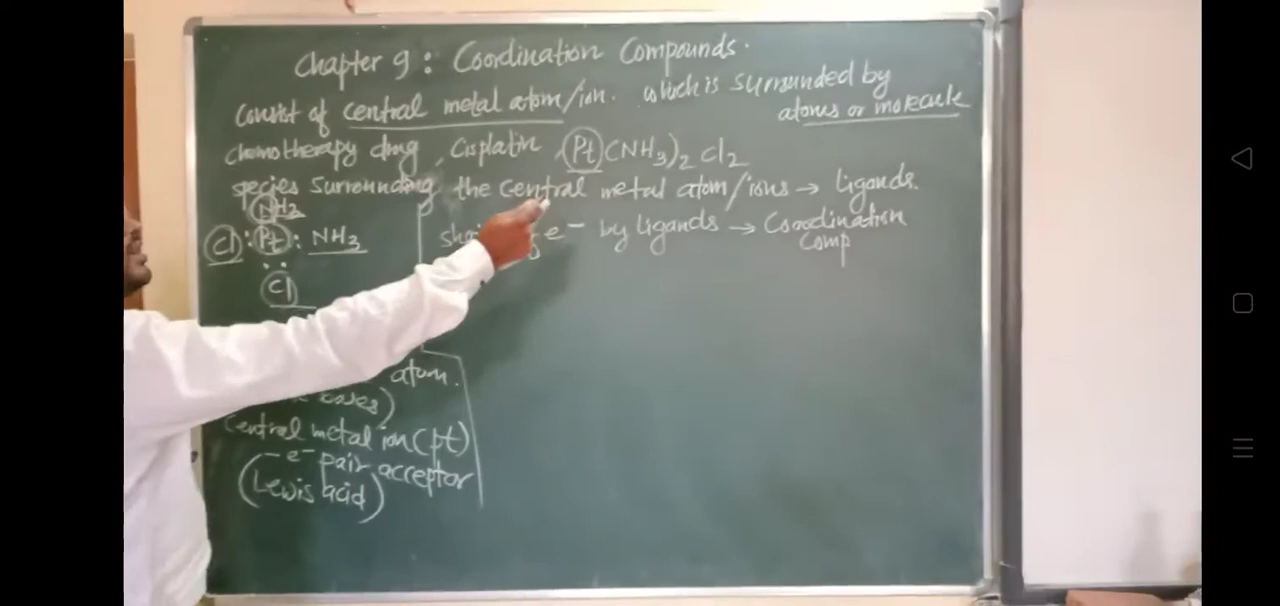 Chapter 9 : Coordination Compounds.
Consist of central metal atom/ion. which is surrounded by
atoms or molecule
chemotherapy drug, Cisplatin, Pt(NH3)2 Cl2
species surrounding the central metal atom/ions → ligands.
NH2
Cl : Pt : NH3
Cl
e⁻ by ligands → Coordination
Comp
atom.
Central metal ion (pt)
– e⁻ pair acceptor
(Lewis acid)